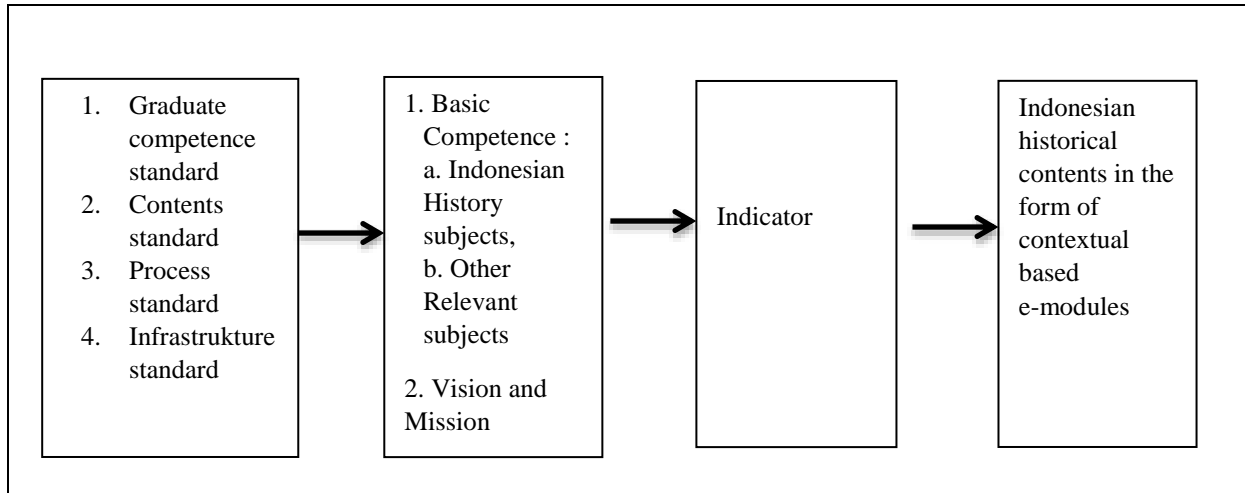 1. Graduate
competence
standard
2. Contents
standard
3. Process
standard
4. Infrastrukture
standard
1. Basic
Competence :
a. Indonesian
History
subjects,
b. Other
Relevant
subjects
2. Vision and
Mission
Indicator
Indonesian
historical
contents in the
form of
contextual
based
e-modules